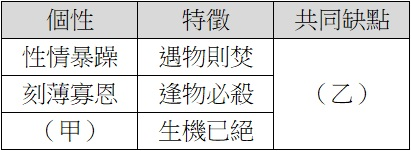 個性 特徵 共同缺點
性情暴躁 遇物則焚
刻薄寡恩 逢物必殺 （乙）
（甲） 生機已絕